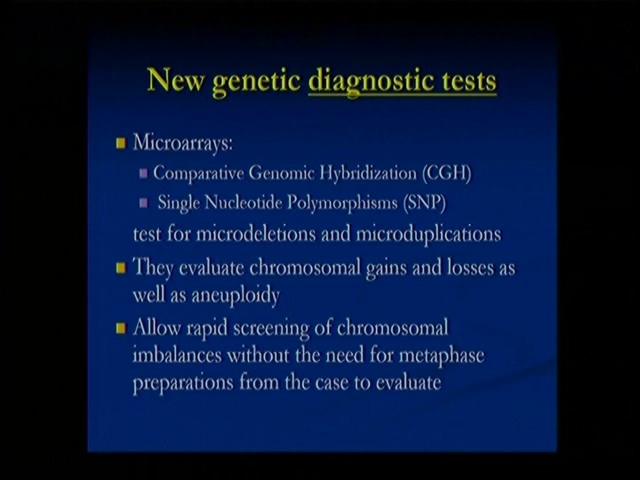 New genetic diagnostic tests
Microarrays:
Comparative Genomic Hybridization (CGH)
Single Nucleotide Polymorphisms (SNP)
test for microdeletions and microduplications
They evaluate chromosomal gains and losses as
well as aneuploidy
Allow rapid screening of chromosomal
imbalances without the need for metaphase
preparations from the case to evaluate